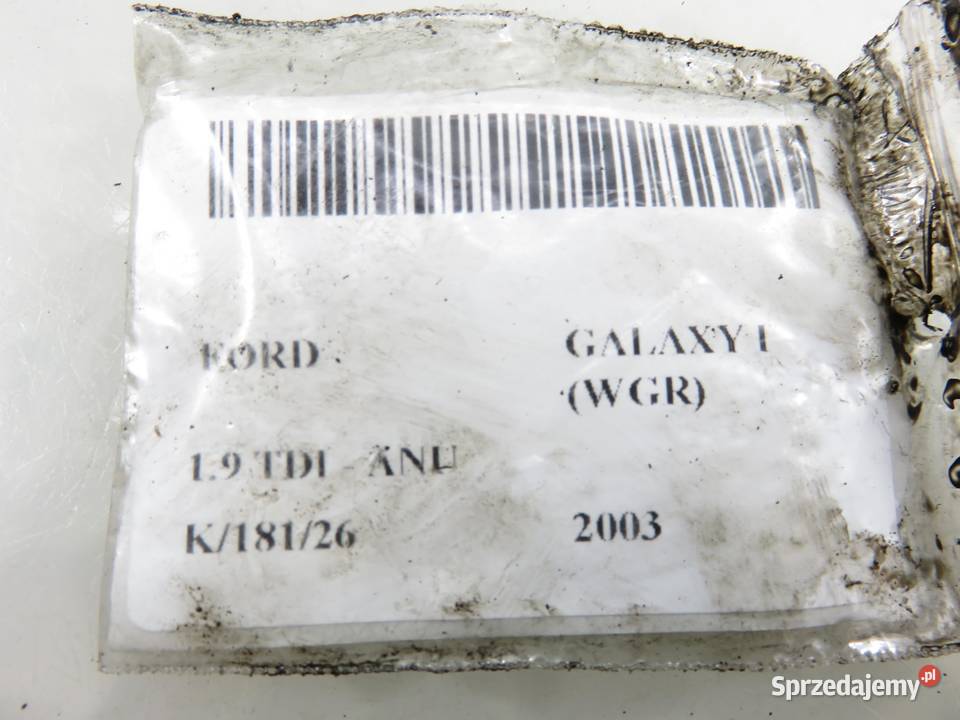 FORD GALAXY I
(WGR)
1.9 TDI - ANU
K/181/26 2003
Sprzedajemy.pl